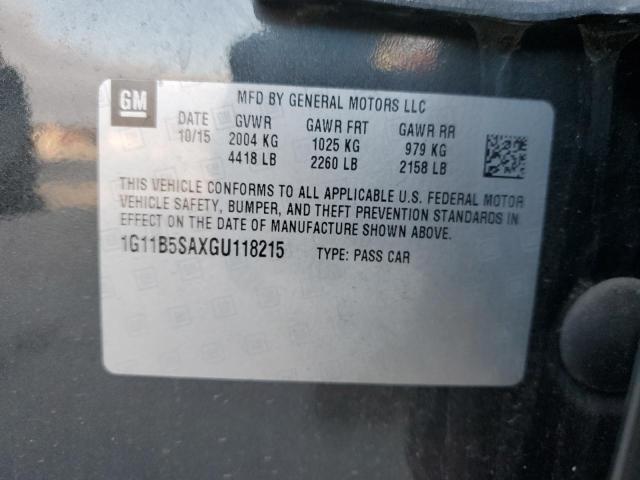 GM
MFD BY GENERAL MOTORS LLC
DATE GVWR GAWR FRT GAWR RR
10/15 2004 KG 1025 KG 979 KG
4418 LB 2260 LB 2158 LB
THIS VEHICLE CONFORMS TO ALL APPLICABLE U.S. FEDERAL MOTOR
VEHICLE SAFETY, BUMPER, AND THEFT PREVENTION STANDARDS IN
EFFECT ON THE DATE OF MANUFACTURE SHOWN ABOVE.
1G11B5SAXGU118215 TYPE: PASS CAR